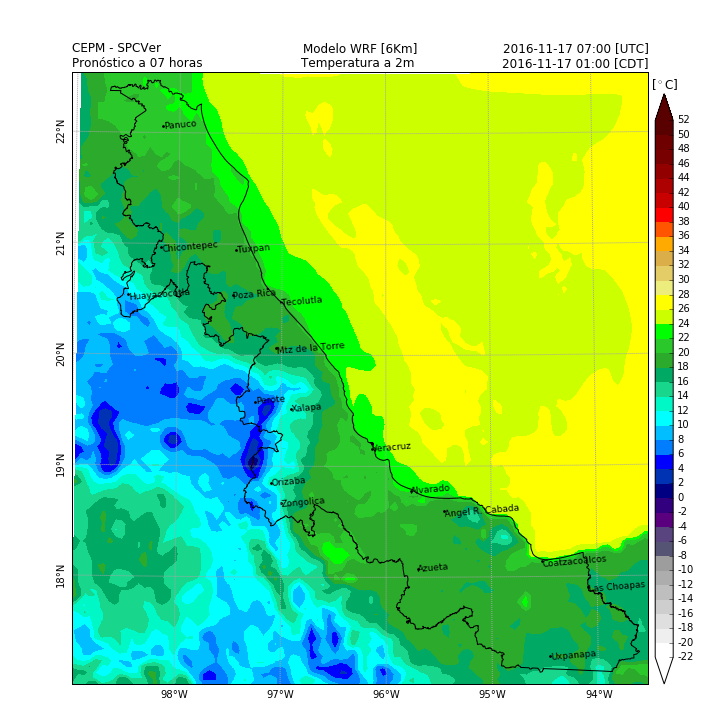 CEPM - SPCVer Modelo WRF [6Km] 2016-11-17 07:00 [UTC]
Pronóstico a 07 horas Temperatura a 2m 2016-11-17 01:00 [CDT]
[°C]
52
50
48
46
44
42
40
38
36
34
32
30
28
26
24
22
20
18
16
14
12
10
8
6
4
2
0
-2
-4
-6
-8
-10
-12
-14
-16
-18
-20
-22
22°N
21°N
20°N
19°N
18°N
Panuco
Chicontepec
Tuxpan
Huayacocotla
Poza Rica
Tecolutla
Mtz de la Torre
Perote
Xalapa
Veracruz
Orizaba
Alvarado
Zongolica
Angel R. Cabada
Azueta
Coatzacoalcos
Las Choapas
Uxpanapa
98°W 97°W 96°W 95°W 94°W